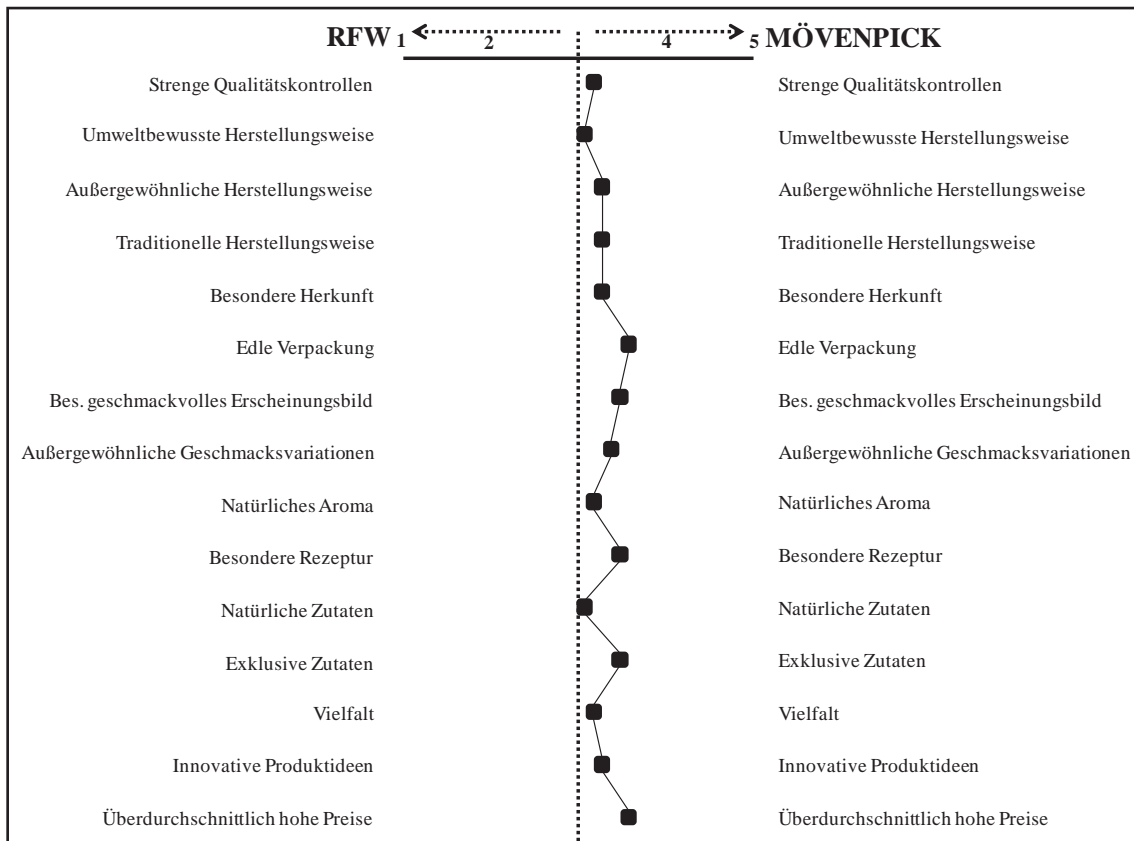 RFW 1 2 4 5 MÖVENPICK
Strenge Qualitätskontrollen Strenge Qualitätskontrollen
Umweltbewusste Herstellungsweise Umweltbewusste Herstellungsweise
Außergewöhnliche Herstellungsweise Außergewöhnliche Herstellungsweise
Traditionelle Herstellungsweise Traditionelle Herstellungsweise
Besondere Herkunft Besondere Herkunft
Edle Verpackung Edle Verpackung
Bes. geschmackvolles Erscheinungsbild Bes. geschmackvolles Erscheinungsbild
Außergewöhnliche Geschmacksvariationen Außergewöhnliche Geschmacksvariationen
Natürliches Aroma Natürliches Aroma
Besondere Rezeptur Besondere Rezeptur
Natürliche Zutaten Natürliche Zutaten
Exklusive Zutaten Exklusive Zutaten
Vielfalt Vielfalt
Innovative Produktideen Innovative Produktideen
Überdurchschnittlich hohe Preise Überdurchschnittlich hohe Preise